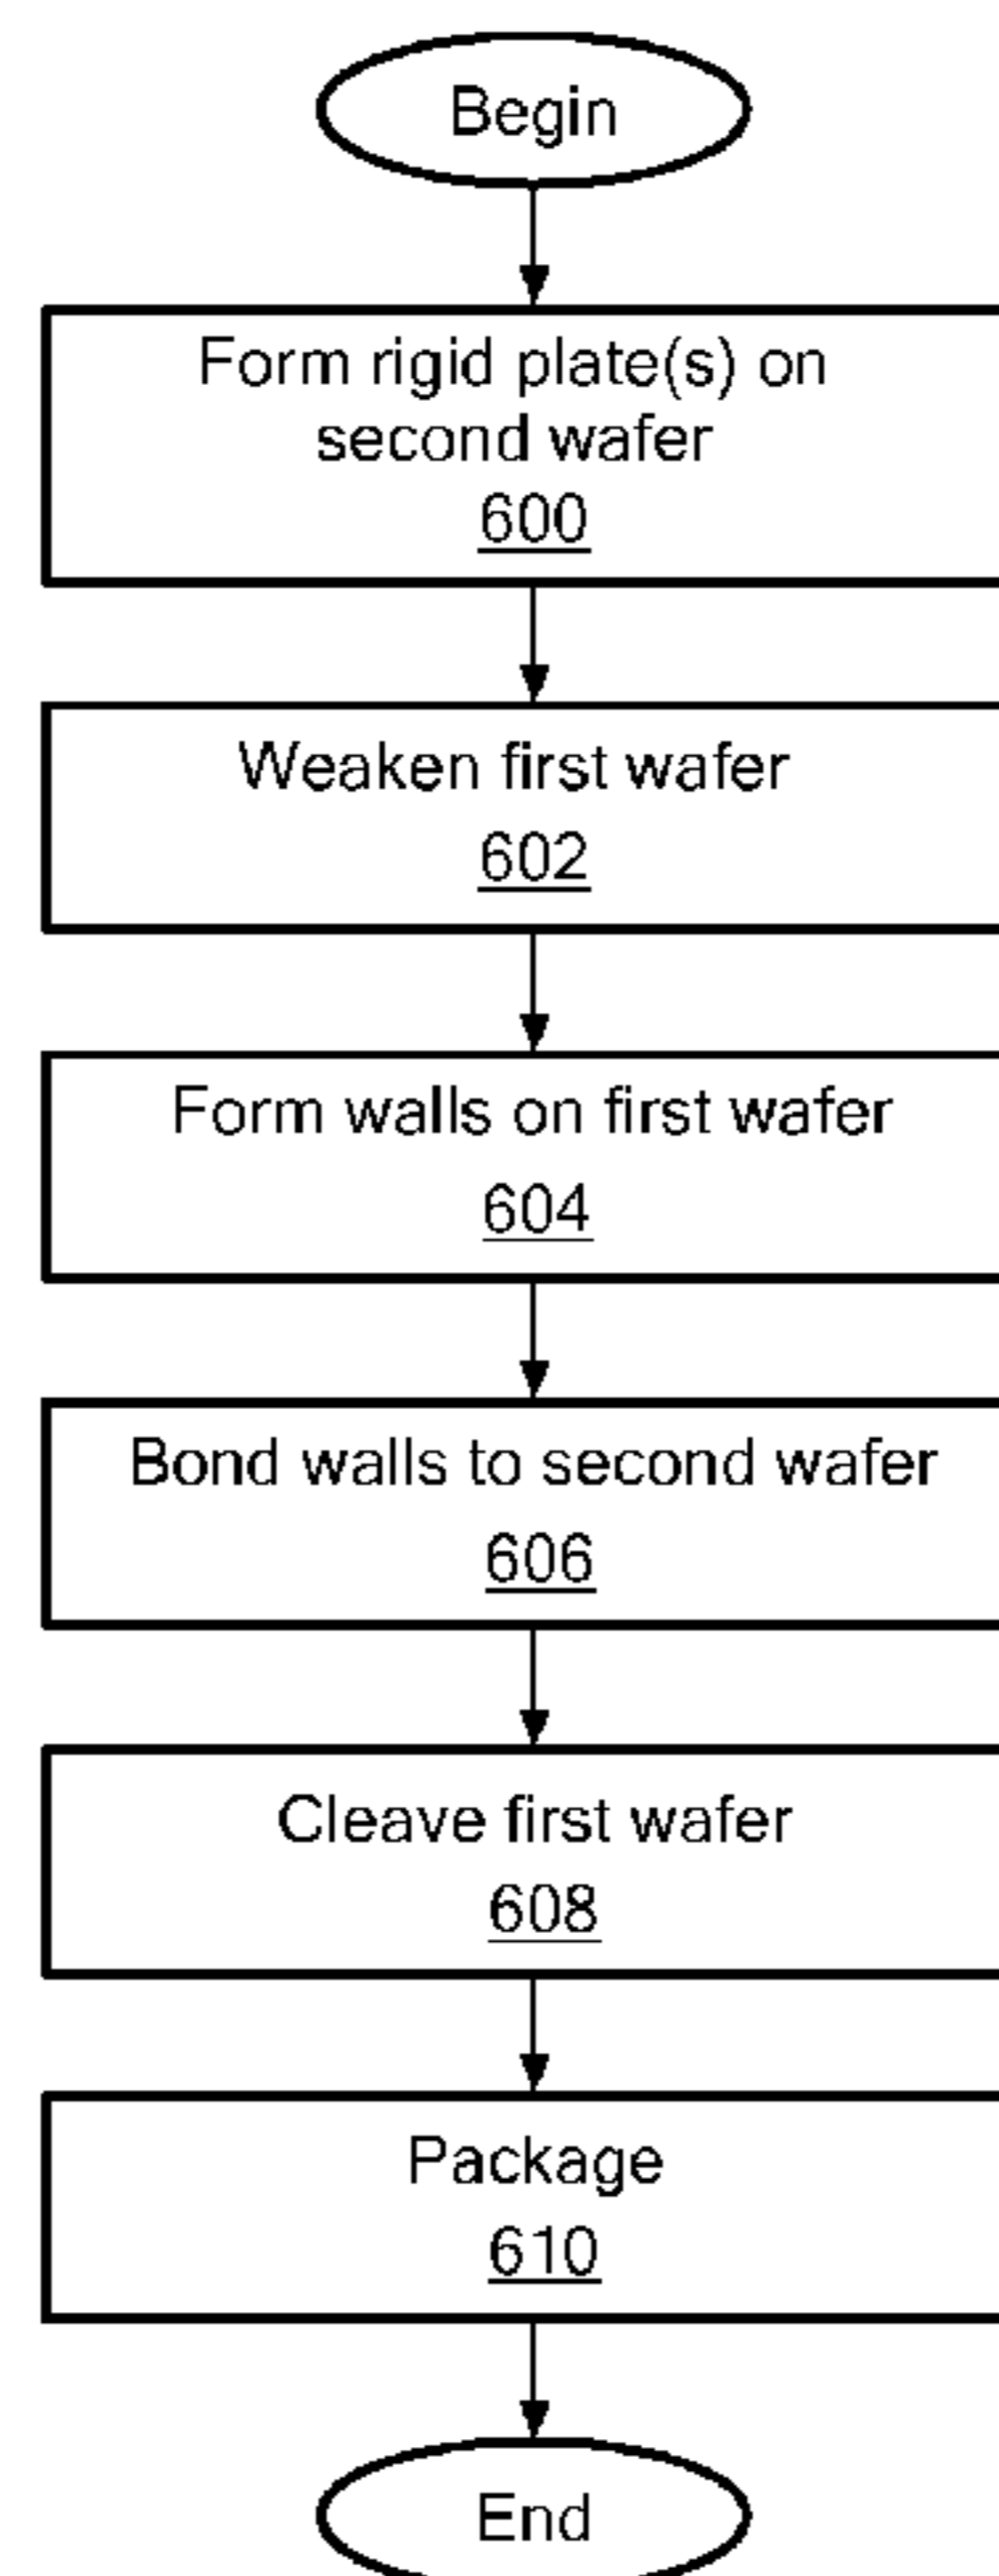 Begin
Form rigid plate(s) on
second wafer
600
Weaken first wafer
602
Form walls on first wafer
604
Bond walls to second wafer
606
Cleave first wafer
608
Package
610
End